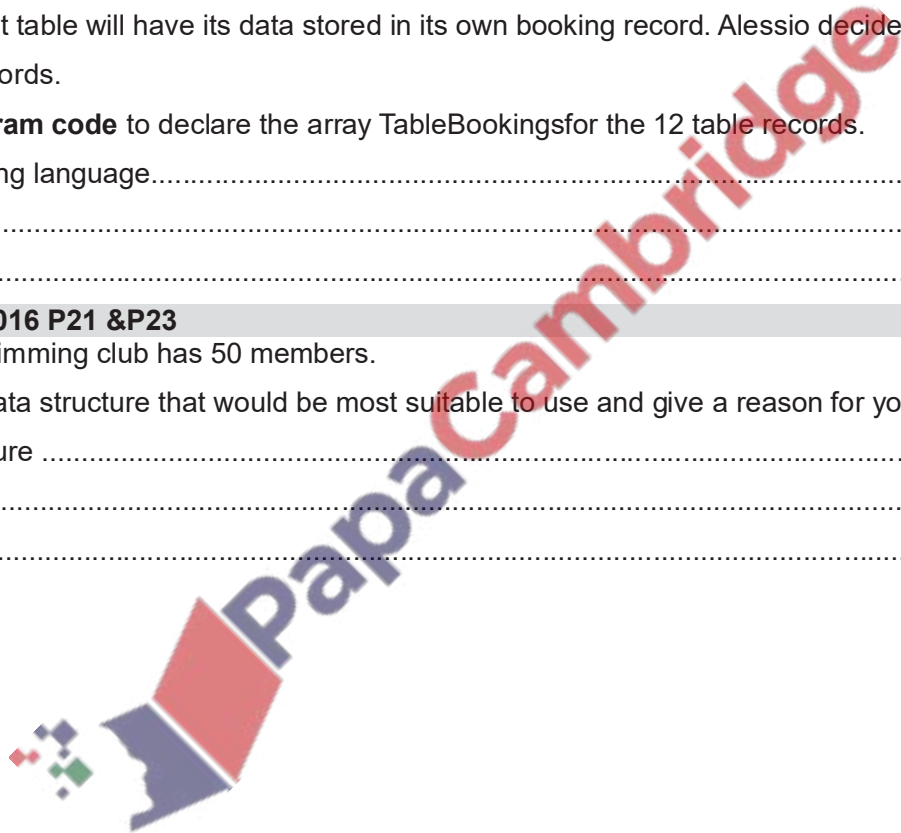 t table will have its data stored in its own booking record. Alessio decide
ords.
ram code to declare the array TableBookingsfor the 12 table records.
ng language..........................................................................................
..........................................................................................
..........................................................................................
016 P21 &P23
imming club has 50 members.
ata structure that would be most suitable to use and give a reason for yo
ure ..........................................................................................
..........................................................................................
..........................................................................................
PapaCambridge